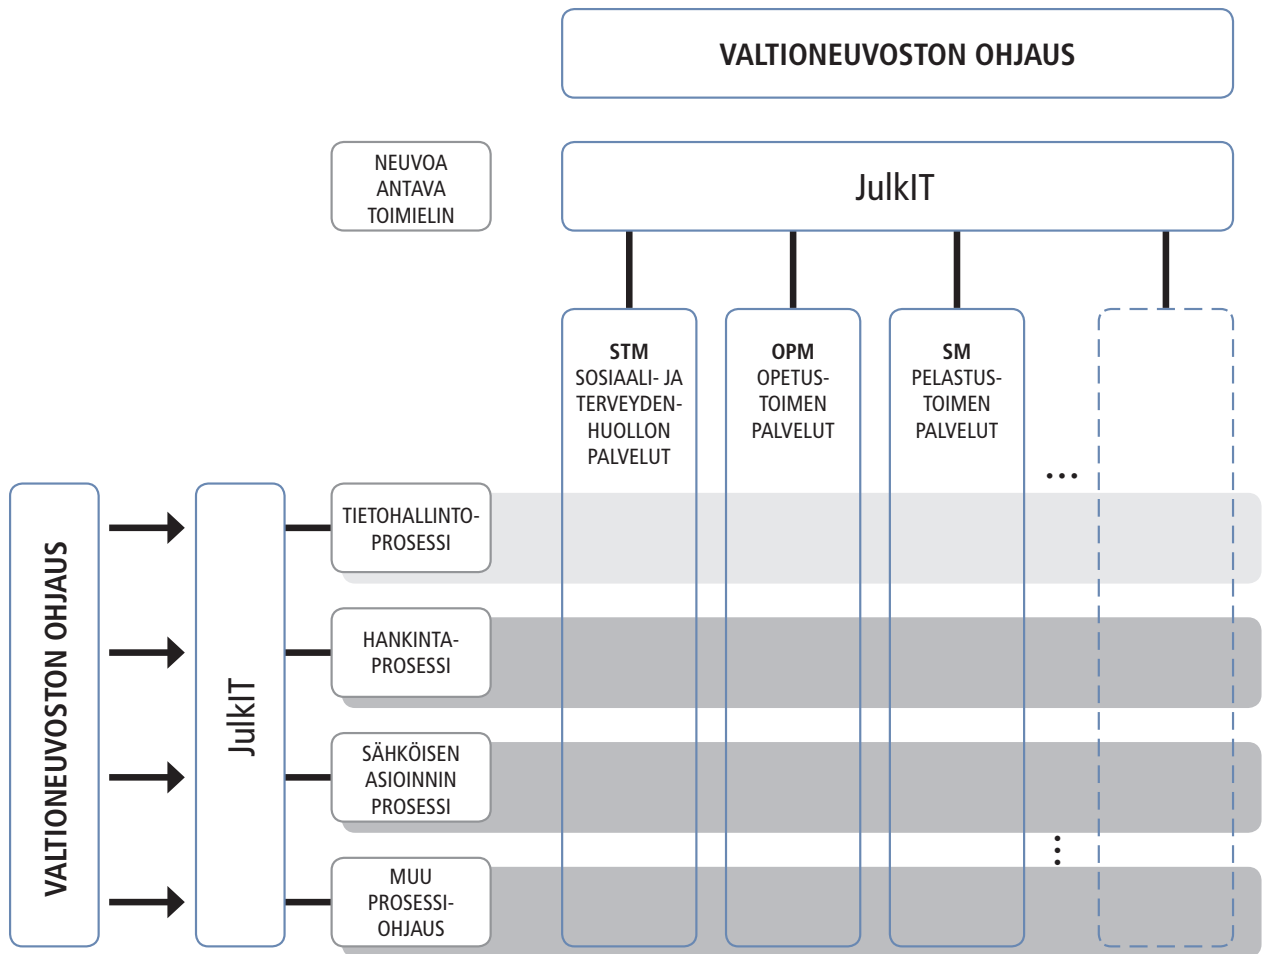 VALTIONEUVOSTON OHJAUS
NEUVOA
ANTAVA
TOIMIELIN
JulkIT
STM
SOSIAALI- JA
TERVEYDEN-
HUOLLON
PALVELUT
OPM
OPETUS-
TOIMEN
PALVELUT
SM
PELASTUS-
TOIMEN
PALVELUT
...
VALTIONEUVOSTON OHJAUS
JulkIT
TIETOHALLINTO-
PROSESSI
HANKINTA-
PROSESSI
SÄHKÖISEN
ASIOINNIN
PROSESSI
...
MUU
PROSESSI-
OHJAUS